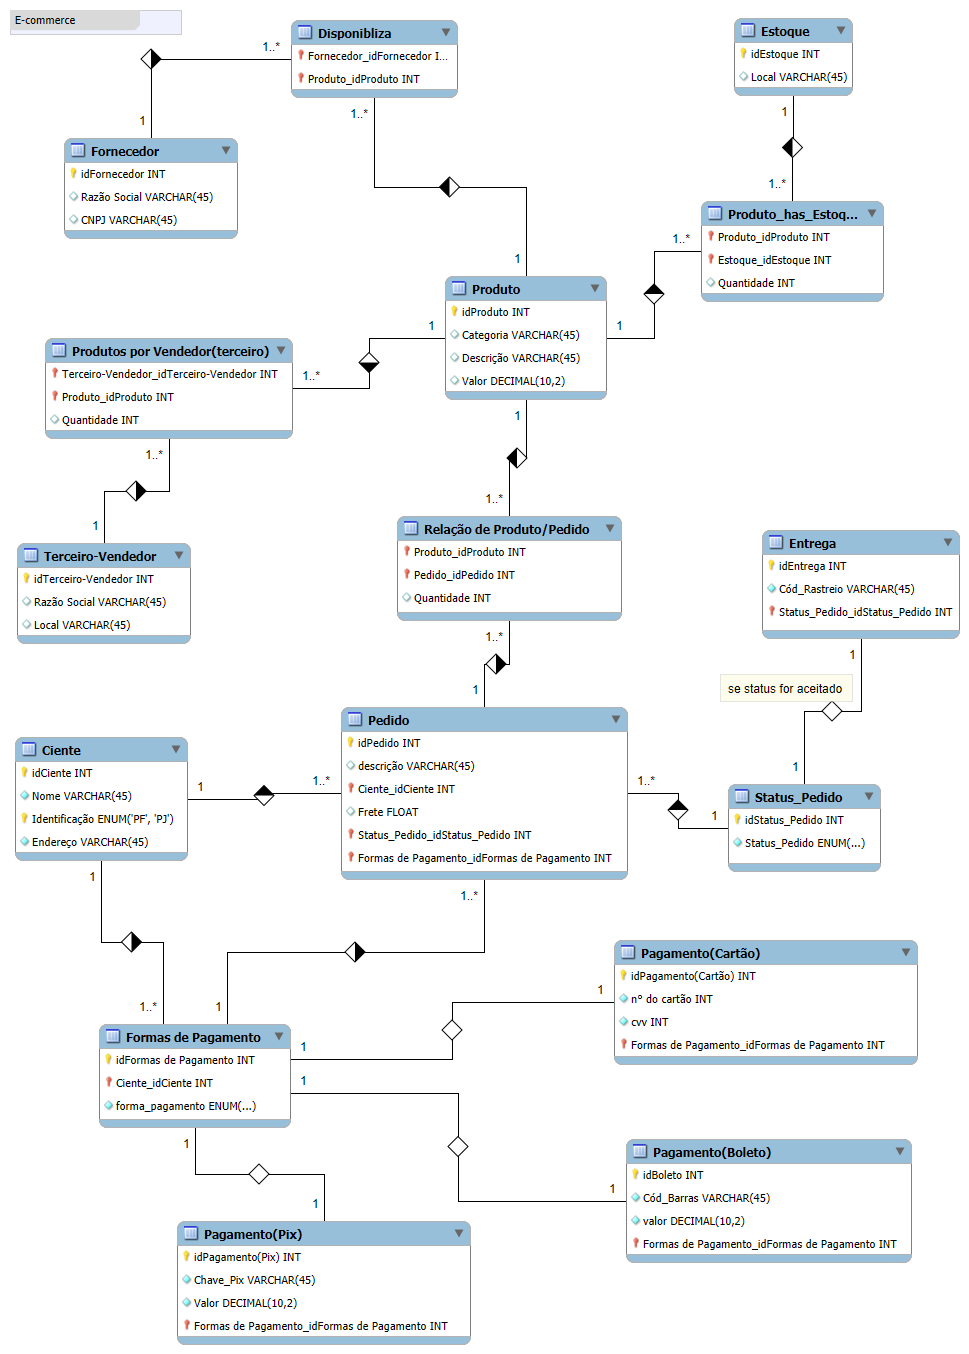 E-commerce
Disponibliza
Fornecedor_idFornecedor I...
Produto_idProduto INT
1..*
1
1..*
1
Fornecedor
idFornecedor INT
Razão Social VARCHAR(45)
CNPJ VARCHAR(45)
Estoque
idEstoque INT
Local VARCHAR(45)
1
1..*
Produto_has_Estoq...
Produto_idProduto INT
Estoque_idEstoque INT
Quantidade INT
1..*
1
Produto
idProduto INT
Categoria VARCHAR(45)
Descrição VARCHAR(45)
Valor DECIMAL(10,2)
1
1..*
Produtos por Vendedor(terceiro)
Terceiro-Vendedor_idTerceiro-Vendedor INT
Produto_idProduto INT
Quantidade INT
1..*
1
Terceiro-Vendedor
idTerceiro-Vendedor INT
Razão Social VARCHAR(45)
Local VARCHAR(45)
1
1..*
Relação de Produto/Pedido
Produto_idProduto INT
Pedido_idPedido INT
Quantidade INT
1..*
1
Entrega
idEntrega INT
Cód_Rastreio VARCHAR(45)
Status_Pedido_idStatus_Pedido INT
1
se status for aceitado
1
Pedido
idPedido INT
descrição VARCHAR(45)
Ciente_idCiente INT
Frete FLOAT
Status_Pedido_idStatus_Pedido INT
Formas de Pagamento_idFormas de Pagamento INT
Ciente
idCiente INT
Nome VARCHAR(45)
Identificação ENUM('PF', 'PJ')
Endereço VARCHAR(45)
1
1..*
1..*
1
Status_Pedido
idStatus_Pedido INT
Status_Pedido ENUM(...)
1
1..*
1..*
1
Formas de Pagamento
idFormas de Pagamento INT
Ciente_idCiente INT
forma_pagamento ENUM(...)
1
1
Pagamento(Cartão)
idPagamento(Cartão) INT
n° do cartão INT
cvv INT
Formas de Pagamento_idFormas de Pagamento INT
1
1
Pagamento(Boleto)
idBoleto INT
Cód_Barras VARCHAR(45)
valor DECIMAL(10,2)
Formas de Pagamento_idFormas de Pagamento INT
1
1
Pagamento(Pix)
idPagamento(Pix) INT
Chave_Pix VARCHAR(45)
Valor DECIMAL(10,2)
Formas de Pagamento_idFormas de Pagamento INT